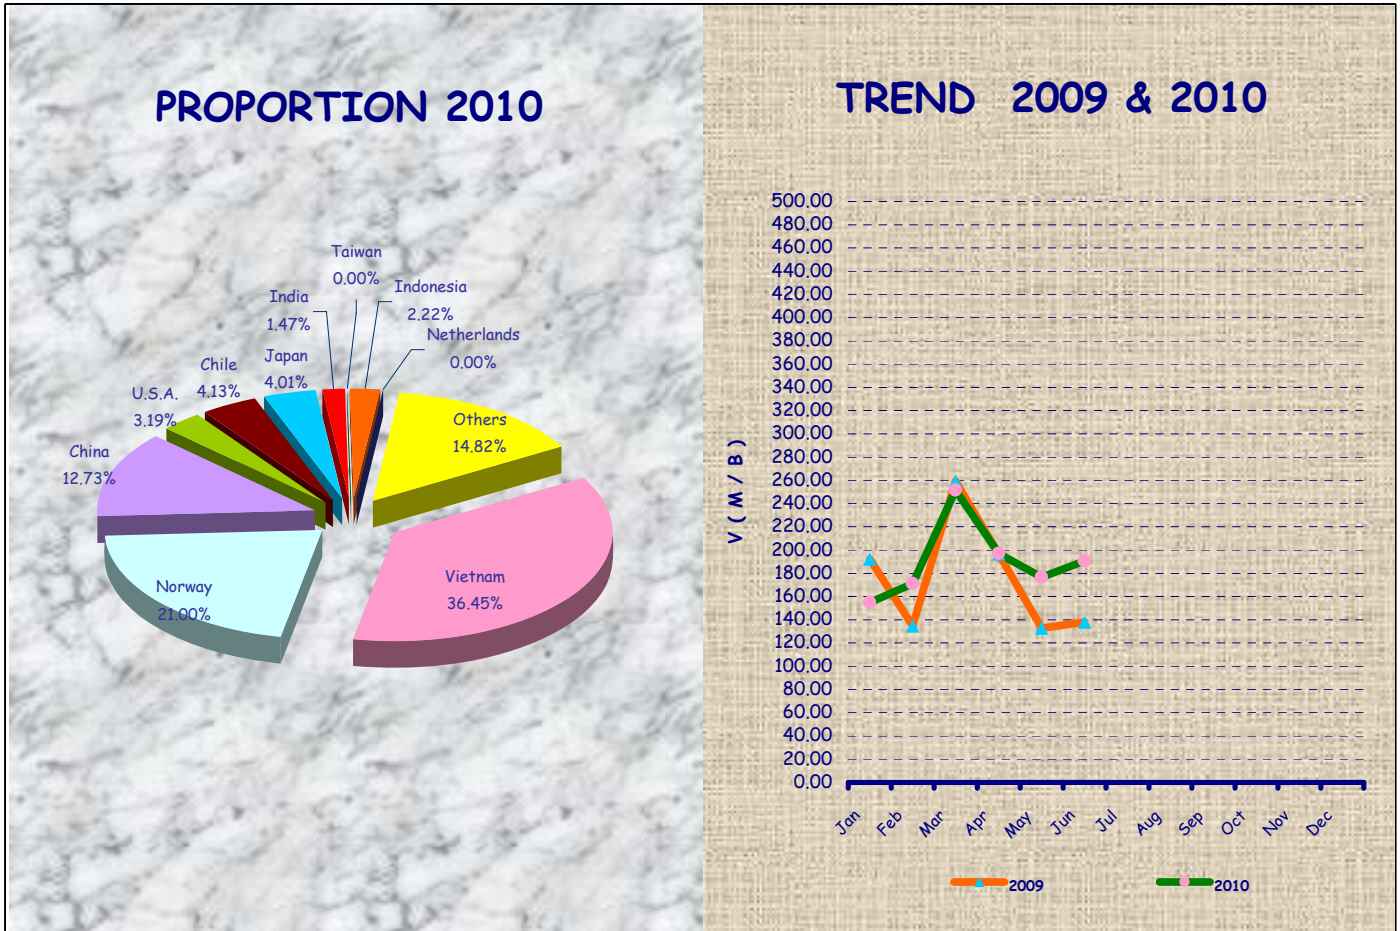 PROPORTION 2010
Taiwan
0.00%
Indonesia
2.22%
India
1.47%
Netherlands
0.00%
Japan
4.01%
Chile
4.13%
U.S.A.
3.19%
Others
14.82%
China
12.73%
Vietnam
36.45%
Norway
21.00%
TREND 2009 & 2010
500.00
480.00
460.00
440.00
420.00
400.00
380.00
360.00
340.00
320.00
300.00
280.00
260.00
240.00
220.00
200.00
180.00
160.00
140.00
120.00
100.00
80.00
60.00
40.00
20.00
0.00
V ( M / B )
Jan Feb Mar Apr May Jun Jul Aug Sep Oct Nov Dec
2009 2010